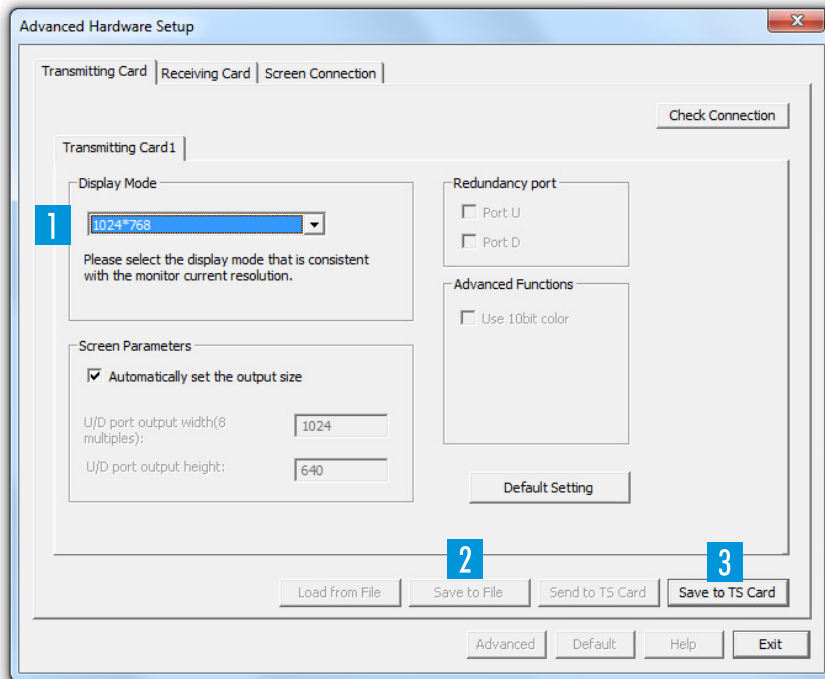 Advanced Hardware Setup
X
Transmitting Card
Receiving Card
Screen Connection
Check Connection
Transmitting Card1
Display Mode
1
1024*768
Please select the display mode that is consistent
with the monitor current resolution.
Redundancy port
Port U
Port D
Advanced Functions
Use 10bit color
Screen Parameters
Automatically set the output size
U/D port output width(8
multiples):
1024
U/D port output height:
640
Default Setting
2
3
Load from File
Save to File
Send to TS Card
Save to TS Card
Advanced
Default
Help
Exit